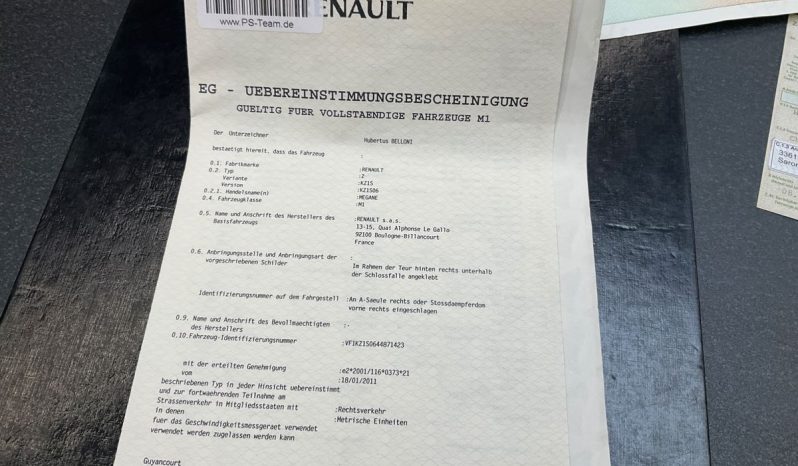 www.PS-Team.de
RENAULT
EG - UEBEREINSTIMMUNGSBESCHEINIGUNG
GUELTIG FUER VOLLSTAENDIGE FAHRZEUGE M1
Der Unterzeichner
Hubertus BELLONI
bestaetigt hiermit, dass das Fahrzeug :
0.1. Fabrikmarke :RENAULT
0.2. Typ :Z
Variante :KZ1S
Version :KZ1S06
0.2.1. Handelsname(n) :MEGANE
0.4. Fahrzeugklasse :M1
0.5. Name und Anschrift des Herstellers des :RENAULT s.a.s.
Basisfahrzeugs 13-15, Quai Alphonse Le Gallo
92100 Boulogne-Billancourt
France
0.6. Anbringungsstelle und Anbringungsart der :
vorgeschriebenen Schilder Im Rahmen der Teur hinten rechts unterhalb
der Schlossfalle angeklebt
Identifizierungsnummer auf dem Fahrgestell :An A-Saeule rechts oder Stossdaempferdom
vorne rechts eingeschlagen
0.9. Name und Anschrift des Bevollmaechtigten :-
des Herstellers
0.10.Fahrzeug-Identifizierungsnummer :VF1KZ1S0644871423
mit der erteilten Genehmigung :e2*2001/116*0373*21
vom :18/01/2011
beschriebenen Typ in jeder Hinsicht uebereinstimt
und zur fortwaehrenden Teilnahme am
Strassenverkehr in Mitgliedsstaaten mit :Rechtsverkehr
in denen :Metrische Einheiten
fuer das Geschwindigkeitsmessgeraet verwendet
verwendet werden zugelassen werden kann
Guyancourt
3361